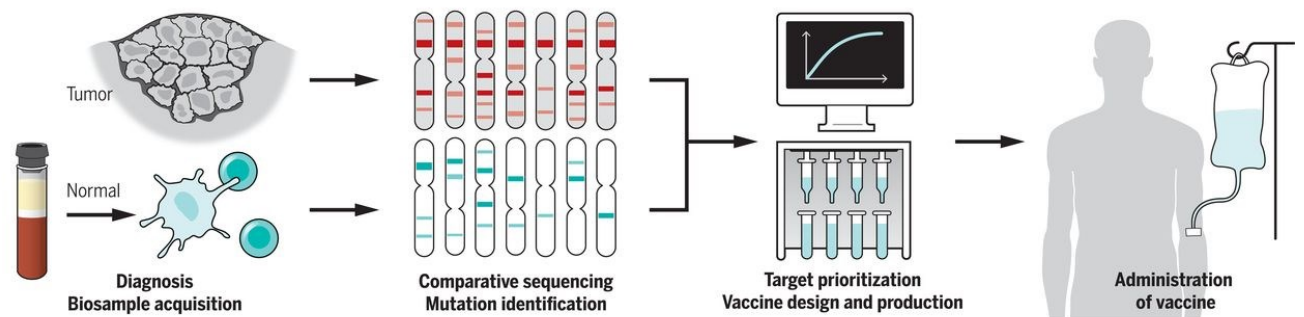 Tumor
Normal
Diagnosis
Biosample acquisition
Comparative sequencing
Mutation identification
Target prioritization
Vaccine design and production
Administration
of vaccine